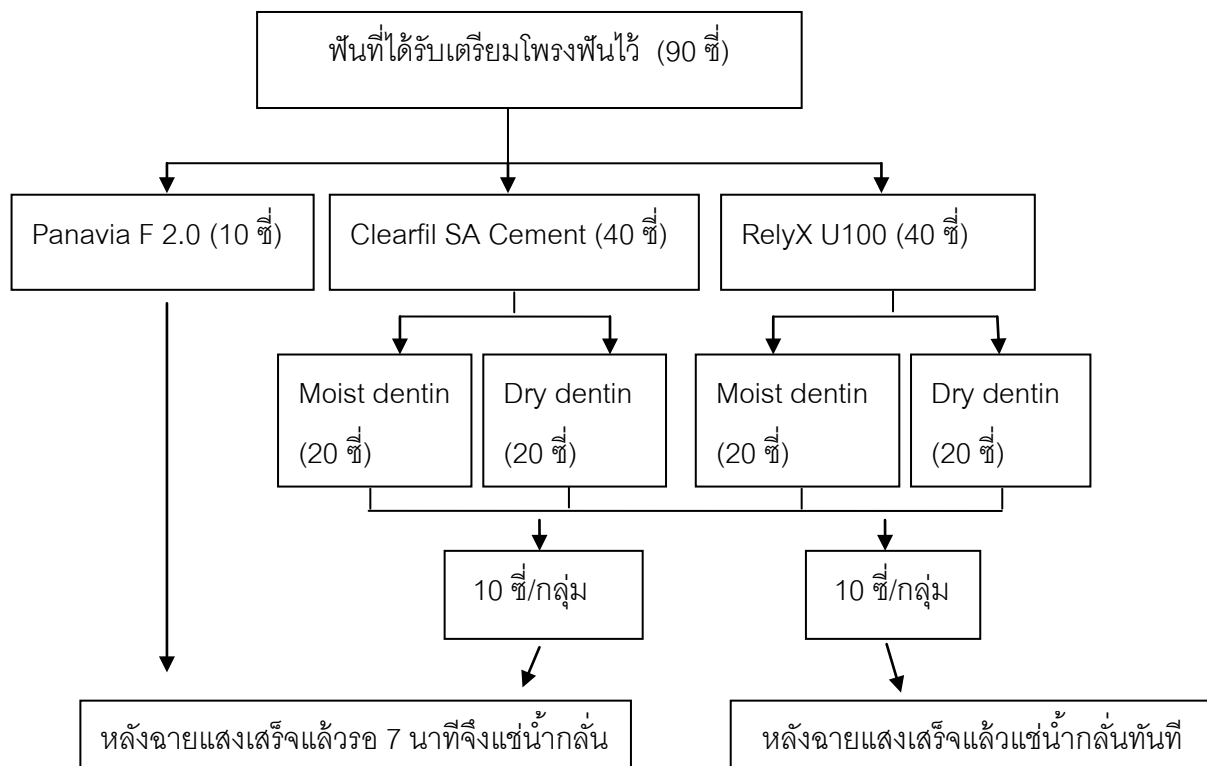 ฟันที่ได้รับเตรียมโพรงฟันไว้ (90 ซี่)
Panavia F 2.0 (10 ซี่)
Clearfil SA Cement (40 ซี่)
RelyX U100 (40 ซี่)
Moist dentin
(20 ซี่)
Dry dentin
(20 ซี่)
Moist dentin
(20 ซี่)
Dry dentin
(20 ซี่)
10 ซี่/กลุ่ม
10 ซี่/กลุ่ม
หลังฉายแสงเสร็จแล้วรอ 7 นาทีจึงแช่น้ำกลั่น
หลังฉายแสงเสร็จแล้วแช่น้ำกลั่นทันที